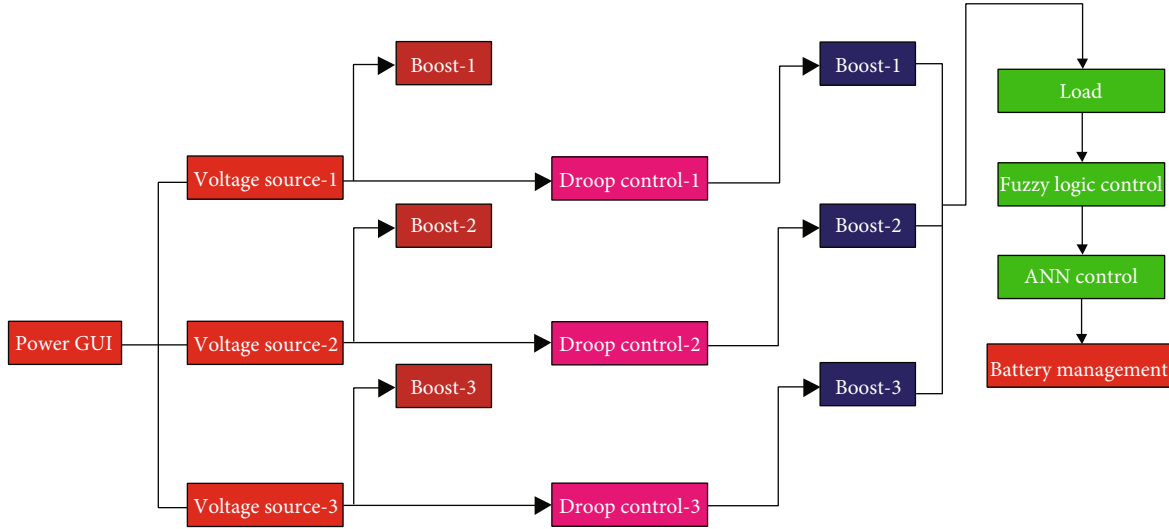 Power GUI
Voltage source-1
Voltage source-2
Voltage source-3
Boost-1
Boost-2
Boost-3
Droop control-1
Droop control-2
Droop control-3
Boost-1
Boost-2
Boost-3
Load
Fuzzy logic control
ANN control
Battery management